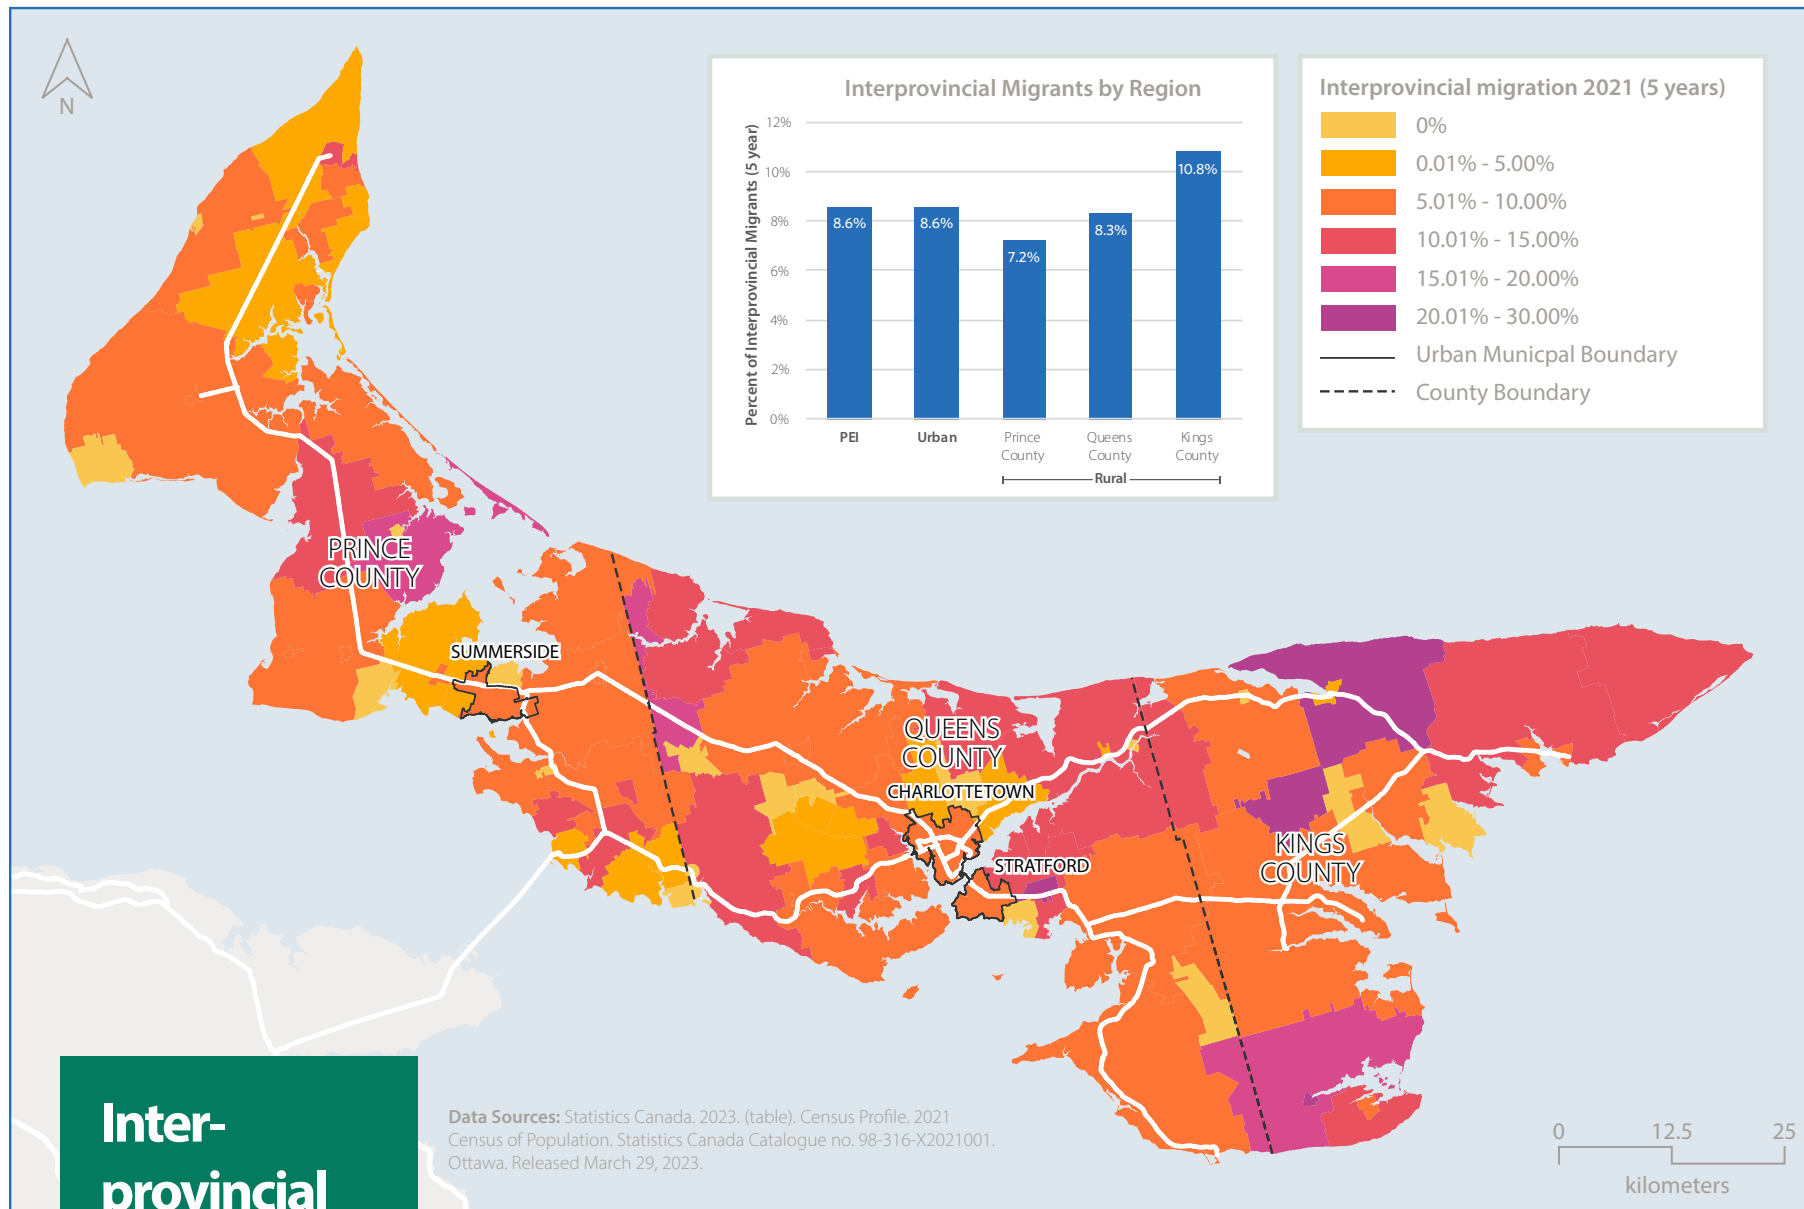 N
Interprovincial Migrants by Region
Percent of Interprovincial Migrants (5 year)
12%
10%
8%
6%
4%
2%
0%
8.6%
8.6%
7.2%
8.3%
10.8%
PEI
Urban
Prince
County
Queens
County
Kings
County
Rural
Interprovincial migration 2021 (5 years)
0%
0.01% - 5.00%
5.01% - 10.00%
10.01% - 15.00%
15.01% - 20.00%
20.01% - 30.00%
Urban Municpal Boundary
County Boundary
PRINCE
COUNTY
SUMMERSIDE
QUEENS
COUNTY
CHARLOTTETOWN
STRATFORD
KINGS
COUNTY
Inter-
provincial
Data Sources: Statistics Canada. 2023. (table). Census Profile. 2021
Census of Population. Statistics Canada Catalogue no. 98-316-X2021001.
Ottawa. Released March 29, 2023.
0 12.5 25
kilometers